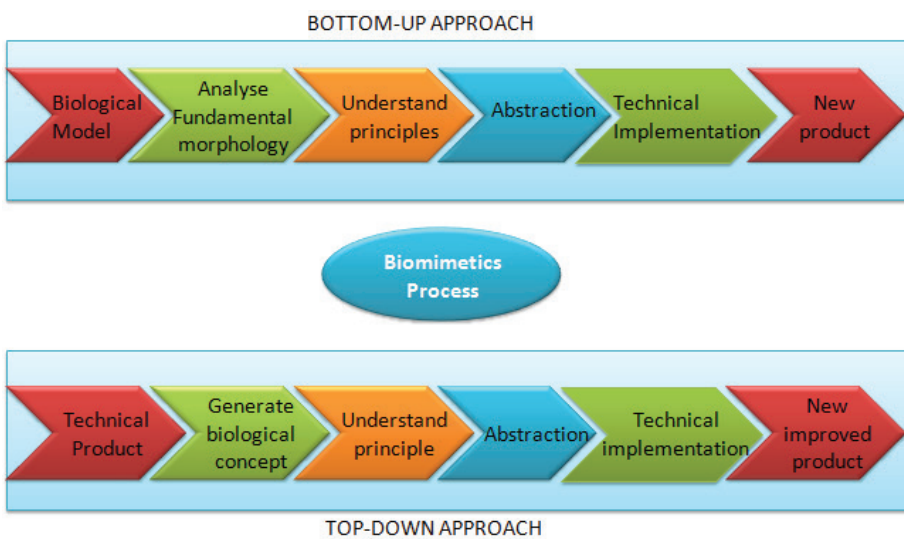 BOTTOM-UP APPROACH
Biological
Model
Analyse
Fundamental
morphology
Understand
principles
Abstraction
Technical
Implementation
New
product
Biomimetics
Process
Technical
Product
Generate
biological
concept
Understand
principle
Abstraction
Technical
implementation
New
improved
product
TOP-DOWN APPROACH